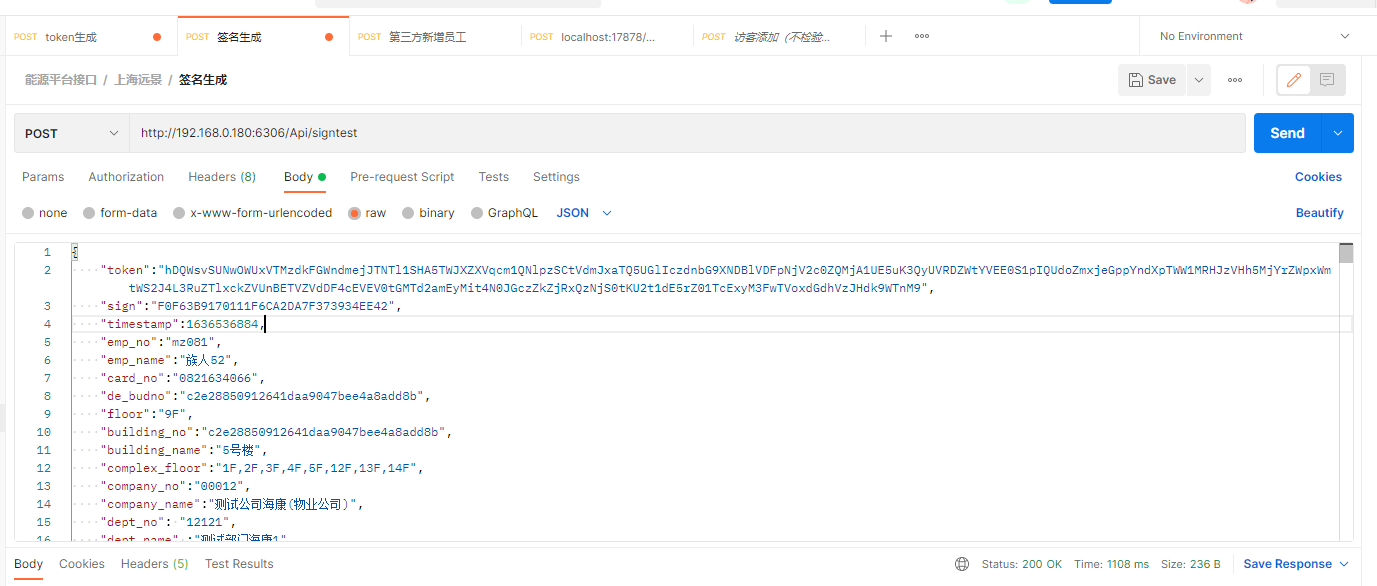 POST token生成
POST 签名生成
POST 第三方新增员工
POST localhost:17878/...
POST 访客添加（不检验...
No Environment
能源平台接口 / 上海远景 / 签名生成
Save
POST
http://192.168.0.180:6306/Api/signtest
Send
Params Authorization Headers (8) Body Pre-request Script Tests Settings Cookies
none form-data x-www-form-urlencoded raw binary GraphQL JSON Beautify
1 {
2 "token":"hDQWsvSUNwOWUxVTMzdkFGWndmejJTNTl1SHA5TWJXZXVqcm1QNlpzSCtVdmJxaTQ5UGlIczdnbG9XNDBlVDFpNjV2c0ZQMjA1UE5uK3QyUVRDZWtYVEE0S1pIQUdoZmxjeGppYndXpTWW1MRHJzVHh5MjYrZWpxWm
tWS2J4L3RuZTlxckZVUnBETVZVdDF4cEVEV0tGMTd2amEyMit4N0JGczZkZjRxQzNjS0tKU2t1dE5rZ01TcExyM3FwTVoxdGdhVzJHdk9WTnM9",
3 "sign":"F0F63B9170111F6CA2DA7F373934EE42",
4 "timestamp":1636536884,
5 "emp_no":"mz081",
6 "emp_name":"族人52",
7 "card_no":"0821634066",
8 "de_budno":"c2e28850912641daa9047bee4a8add8b",
9 "floor":"9F",
10 "building_no":"c2e28850912641daa9047bee4a8add8b",
11 "building_name":"5号楼",
12 "complex_floor":"1F,2F,3F,4F,5F,12F,13F,14F",
13 "company_no":"00012",
14 "company_name":"测试公司海康(物业公司)",
15 "dept_no": "12121",
16 "dept_name" :"测试部门海康1"
Body Cookies Headers (5) Test Results
Status: 200 OK Time: 1108 ms Size: 236 B Save Response